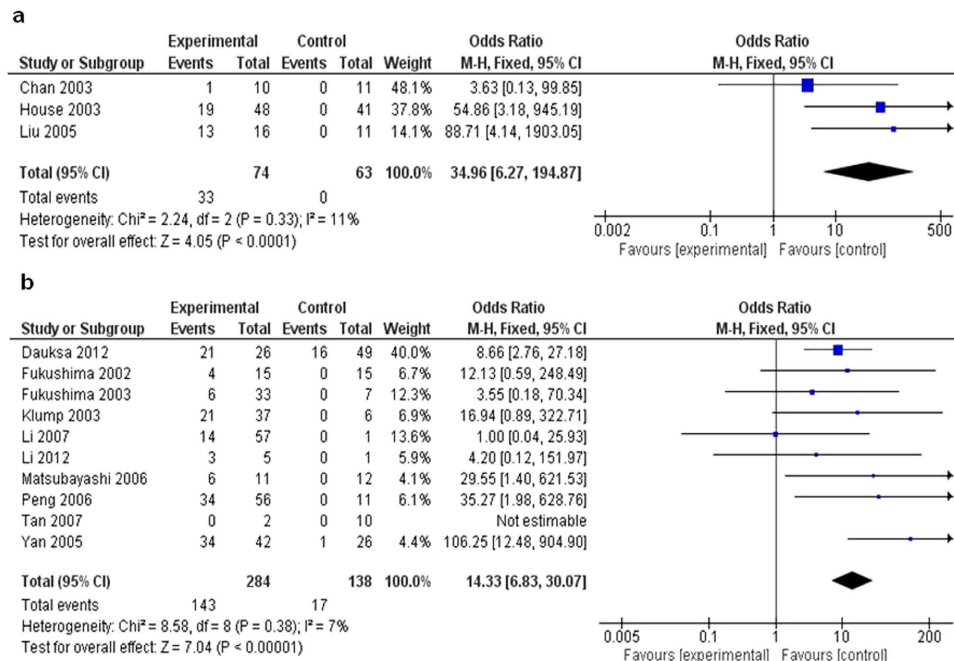 a
Experimental Control Odds Ratio Odds Ratio
Study or Subgroup Events Total Events Total Weight M-H, Fixed, 95% CI M-H, Fixed, 95% CI
Chan 2003 1 10 0 11 48.1% 3.63 [0.13, 99.85]
House 2003 19 48 0 41 37.8% 54.86 [3.18, 945.19]
Liu 2005 13 16 0 11 14.1% 88.71 [4.14, 1903.05]
Total (95% CI) 74 63 100.0% 34.96 [6.27, 194.87]
Total events 33 0
Heterogeneity: Chi² = 2.24, df = 2 (P = 0.33); I² = 11%
Test for overall effect: Z = 4.05 (P < 0.0001)
0.002 0.1 1 10 500
Favours [experimental] Favours [control]
b
Experimental Control Odds Ratio Odds Ratio
Study or Subgroup Events Total Events Total Weight M-H, Fixed, 95% CI M-H, Fixed, 95% CI
Dauksa 2012 21 26 16 49 40.0% 8.66 [2.76, 27.18]
Fukushima 2002 4 15 0 15 6.7% 12.13 [0.59, 248.49]
Fukushima 2003 6 33 0 7 12.3% 3.55 [0.18, 70.34]
Klump 2003 21 37 0 6 6.9% 16.94 [0.89, 322.71]
Li 2007 14 57 0 1 13.6% 1.00 [0.04, 25.93]
Li 2012 3 5 0 1 5.9% 4.20 [0.12, 151.97]
Matsubayashi 2006 6 11 0 12 4.1% 29.55 [1.40, 621.53]
Peng 2006 34 56 0 11 6.1% 35.27 [1.98, 628.76]
Tan 2007 0 2 0 10 Not estimable
Yan 2005 34 42 1 26 4.4% 106.25 [12.48, 904.90]
Total (95% CI) 284 138 100.0% 14.33 [6.83, 30.07]
Total events 143 17
Heterogeneity: Chi² = 8.58, df = 8 (P = 0.38); I² = 7%
Test for overall effect: Z = 7.04 (P < 0.00001)
0.005 0.1 1 10 200
Favours [experimental] Favours [control]